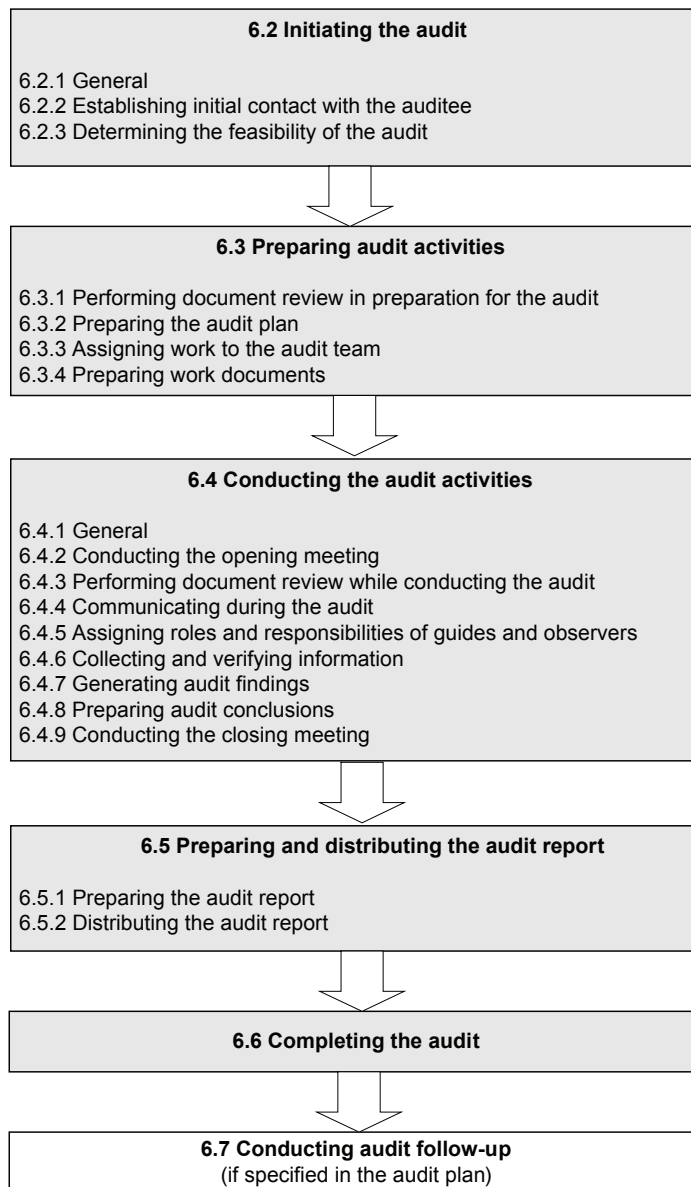 6.2 Initiating the audit
6.2.1 General
6.2.2 Establishing initial contact with the auditee
6.2.3 Determining the feasibility of the audit
6.3 Preparing audit activities
6.3.1 Performing document review in preparation for the audit
6.3.2 Preparing the audit plan
6.3.3 Assigning work to the audit team
6.3.4 Preparing work documents
6.4 Conducting the audit activities
6.4.1 General
6.4.2 Conducting the opening meeting
6.4.3 Performing document review while conducting the audit
6.4.4 Communicating during the audit
6.4.5 Assigning roles and responsibilities of guides and observers
6.4.6 Collecting and verifying information
6.4.7 Generating audit findings
6.4.8 Preparing audit conclusions
6.4.9 Conducting the closing meeting
6.5 Preparing and distributing the audit report
6.5.1 Preparing the audit report
6.5.2 Distributing the audit report
6.6 Completing the audit
6.7 Conducting audit follow-up
(if specified in the audit plan)